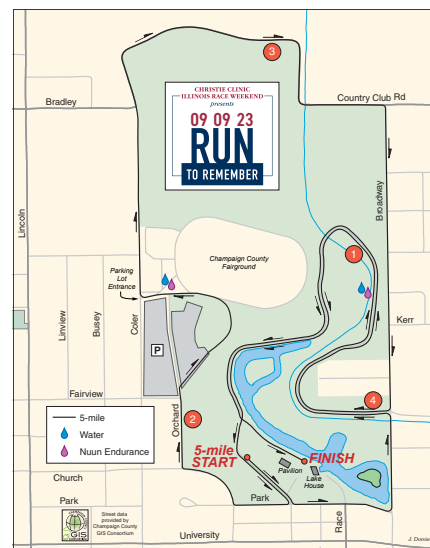 3
CHRISTIE CLINIC
ILLINOIS RACE WEEKEND
presents
09 09 23
RUN
TO REMEMBER
Bradley
Country Club Rd
Lincoln
Broadway
1
Champaign County
Fairground
Parking
Lot
Entrance
Linview
Busey
Coler
Kerr
P
Fairview
4
5-mile
Water
Nuun Endurance
Orchard
2
5-mile
START
FINISH
Pavilion
Lake
House
Church
Park
Park
Street data
provided by
Champaign County
GIS Consortium
GIS
University
Race